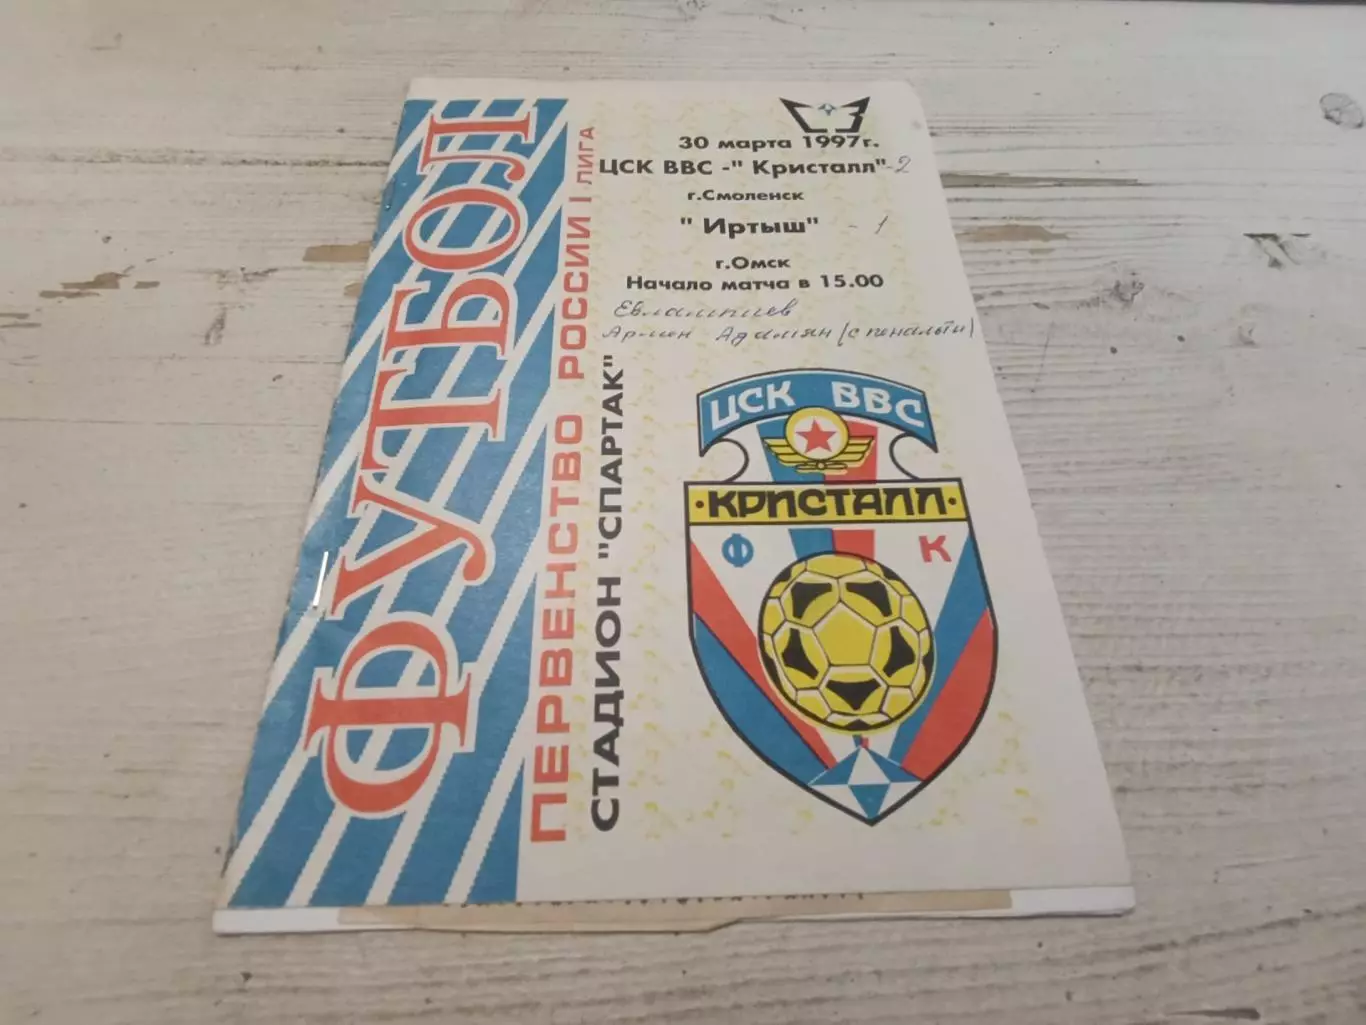 ФУТБОЛ
ПЕРВЕНСТВО РОССИИ I ЛИГА
СТАДИОН "СПАРТАК"
30 марта 1997г.
ЦСК ВВС -" Кристалл"-2
г.Смоленск
" Иртыш" - 1
г.Омск
Начало матча в 15.00
Евлампиев
Армен Адамян (с пенальти)
ЦСК ВВС
·КРИСТАЛЛ·
Ф К